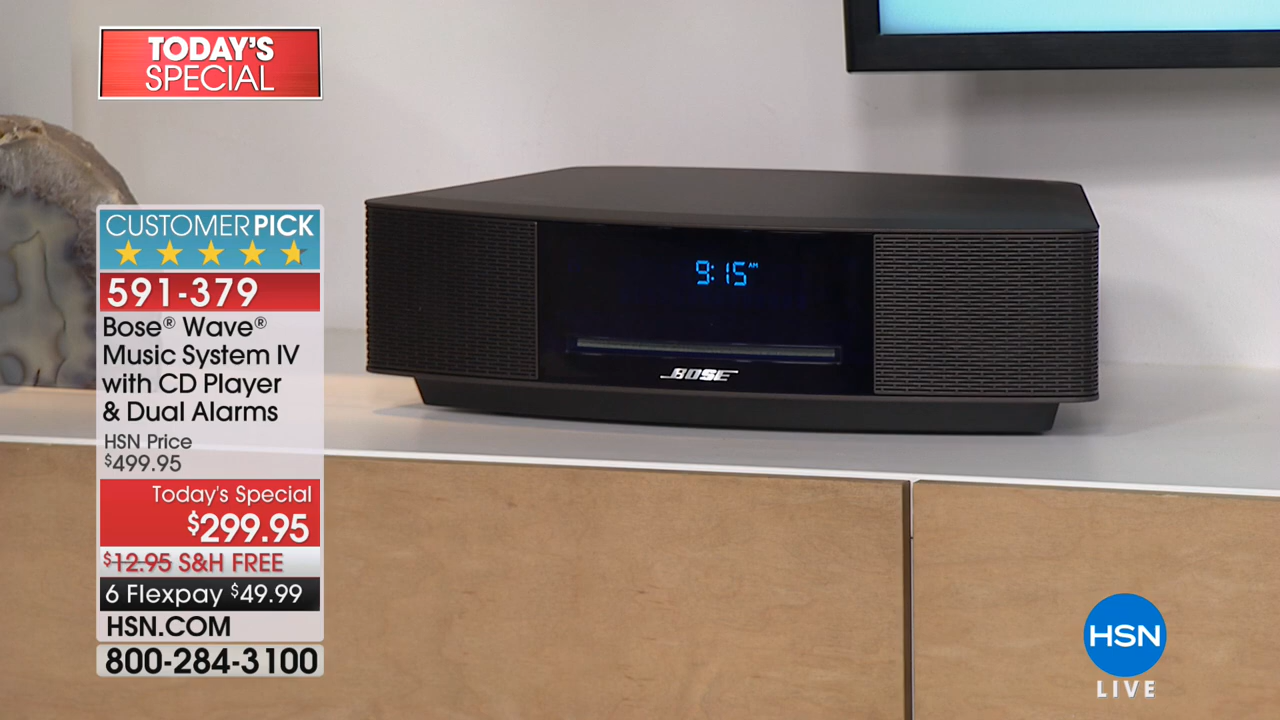 TODAY'S
SPECIAL
CUSTOMER PICK
591-379
Bose® Wave®
Music System IV
with CD Player
& Dual Alarms
HSN Price
$499.95
Today's Special
$299.95
$12.95 S&H FREE
6 Flexpay $49.99
HSN.COM
800-284-3100
9:15 AM
BOSE
HSN
LIVE